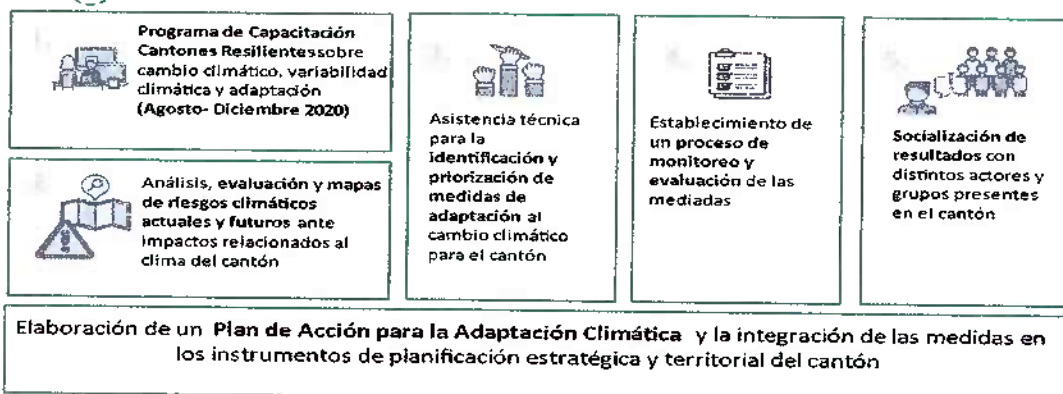 Programa de Capacitación
Cantones Resilientes sobre
cambio climático, variabilidad
climática y adaptación
(Agosto- Diciembre 2020)
Análisis, evaluación y mapas
de riesgos climáticos
actuales y futuros ante
impactos relacionados al
clima del cantón
Asistencia técnica
para la
identificación y
priorización de
medidas de
adaptación al
cambio climático
para el cantón
Establecimiento de
un proceso de
monitoreo y
evaluación de las
mediadas
Socialización de
resultados con
distintos actores y
grupos presentes
en el cantón
Elaboración de un Plan de Acción para la Adaptación Climática y la integración de las medidas en
los instrumentos de planificación estratégica y territorial del cantón